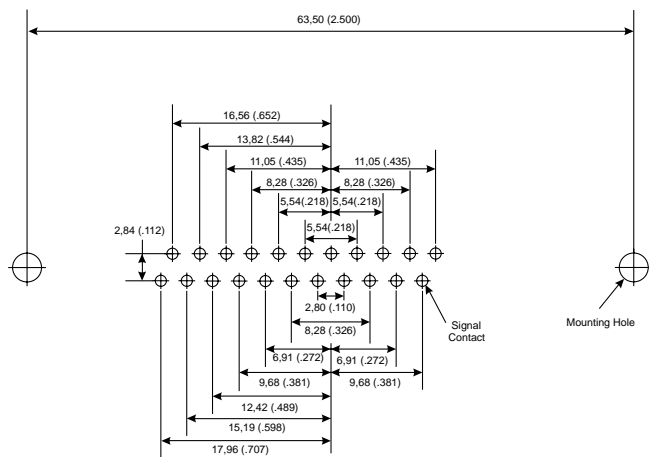 63,50 (2.500)
16,56 (.652)
13,82 (.544)
11,05 (.435) 11,05 (.435)
8,28 (.326) 8,28 (.326)
5,54(.218) 5,54(.218)
2,84 (.112) 5,54(.218)
2,80 (.110)
Signal
Contact
Mounting Hole
8,28 (.326)
6,91 (.272) 6,91 (.272)
9,68 (.381) 9,68 (.381)
12,42 (.489)
15,19 (.598)
17,96 (.707)